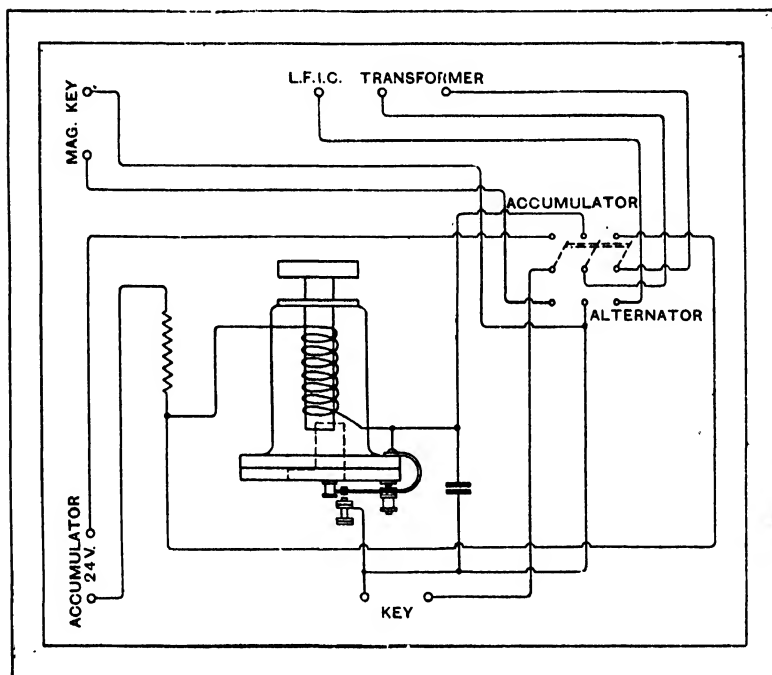 L.F.I.C. TRANSFORMER
MAG. KEY
ACCUMULATOR
ALTERNATOR
ACCUMULATOR
24 V.
KEY